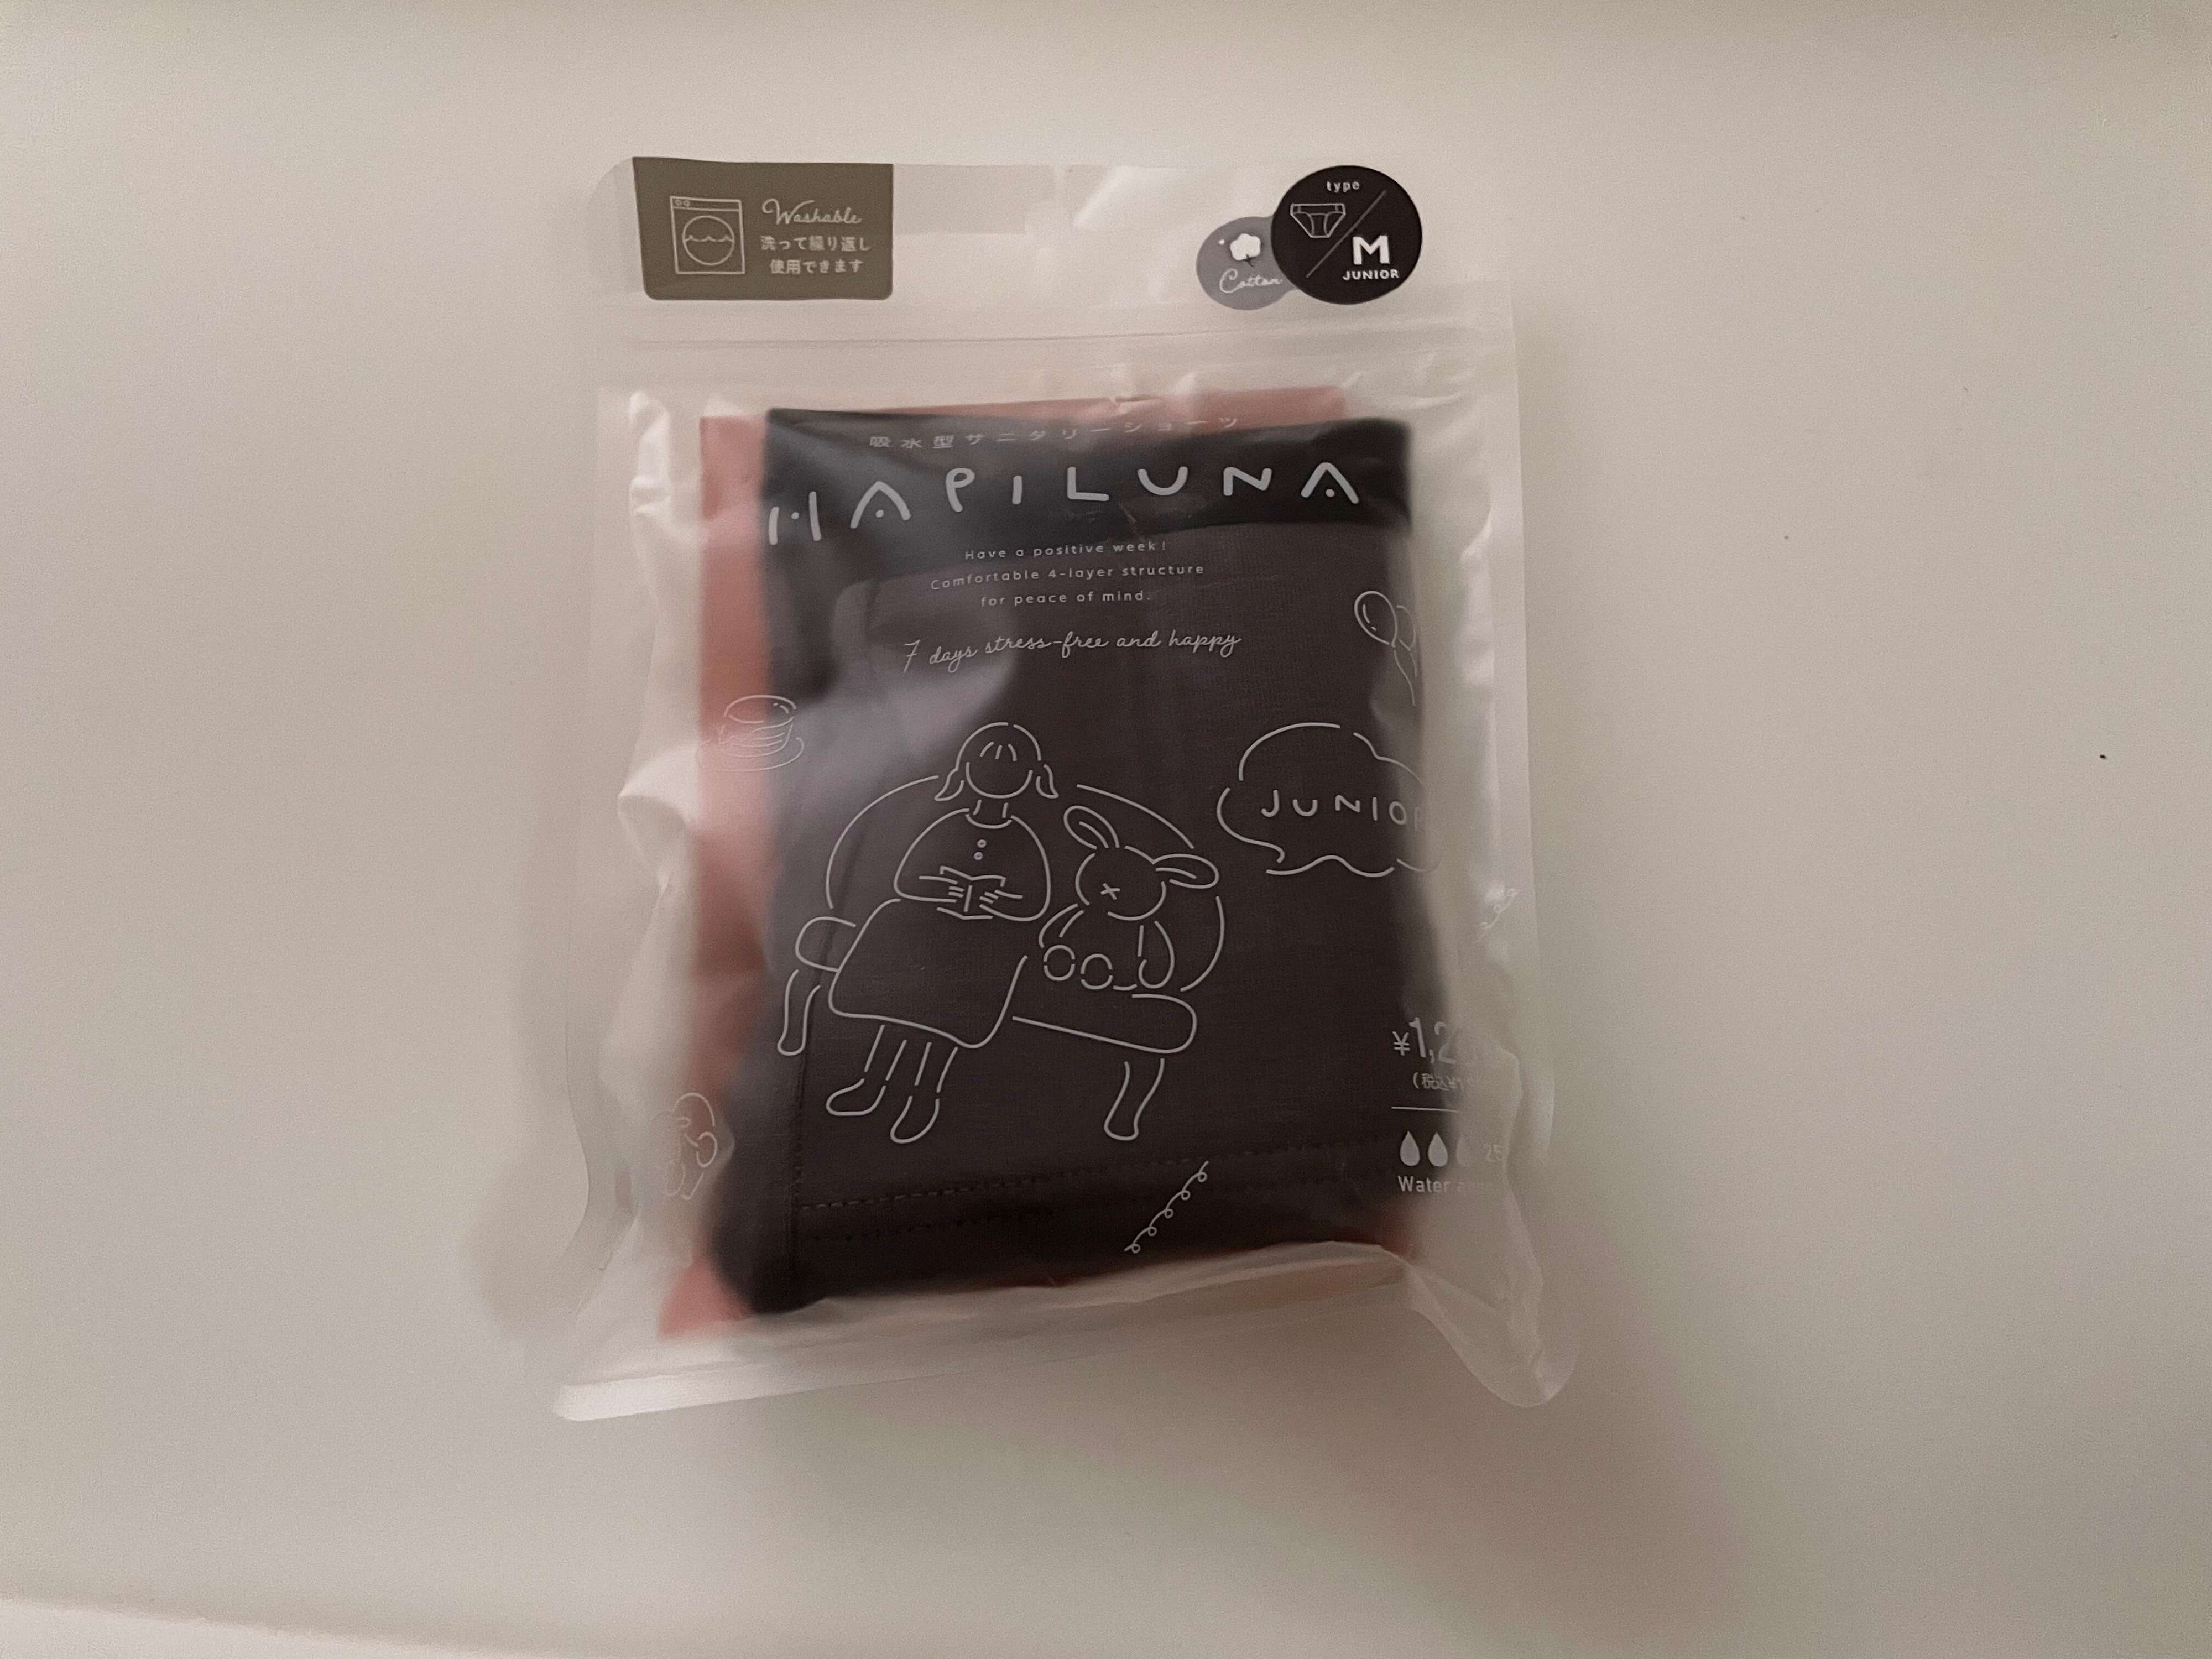 Washable
洗って繰り返し
使用できます
Cotton
type
M
JUNIOR
吸水型サニタリーショーツ
HAPILUNA
Have a positive week!
Comfortable 4-layer structure
for peace of mind.
7 days stress-free and happy
JUNIOR
Water